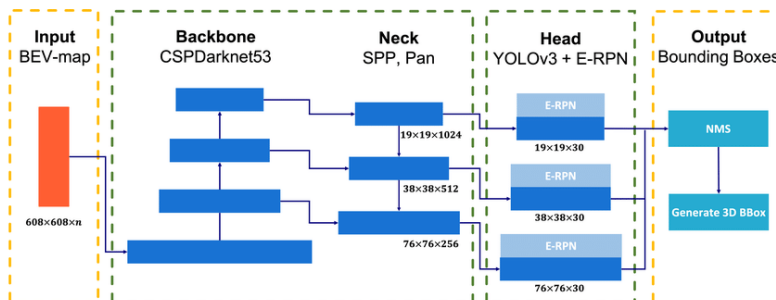 Input
BEV-map
608×608×n
Backbone
CSPDarknet53
Neck
SPP, Pan
19×19×1024
38×38×512
76×76×256
Head
YOLOv3 + E-RPN
E-RPN
19×19×30
E-RPN
38×38×30
E-RPN
76×76×30
Output
Bounding Boxes
NMS
Generate 3D BBox